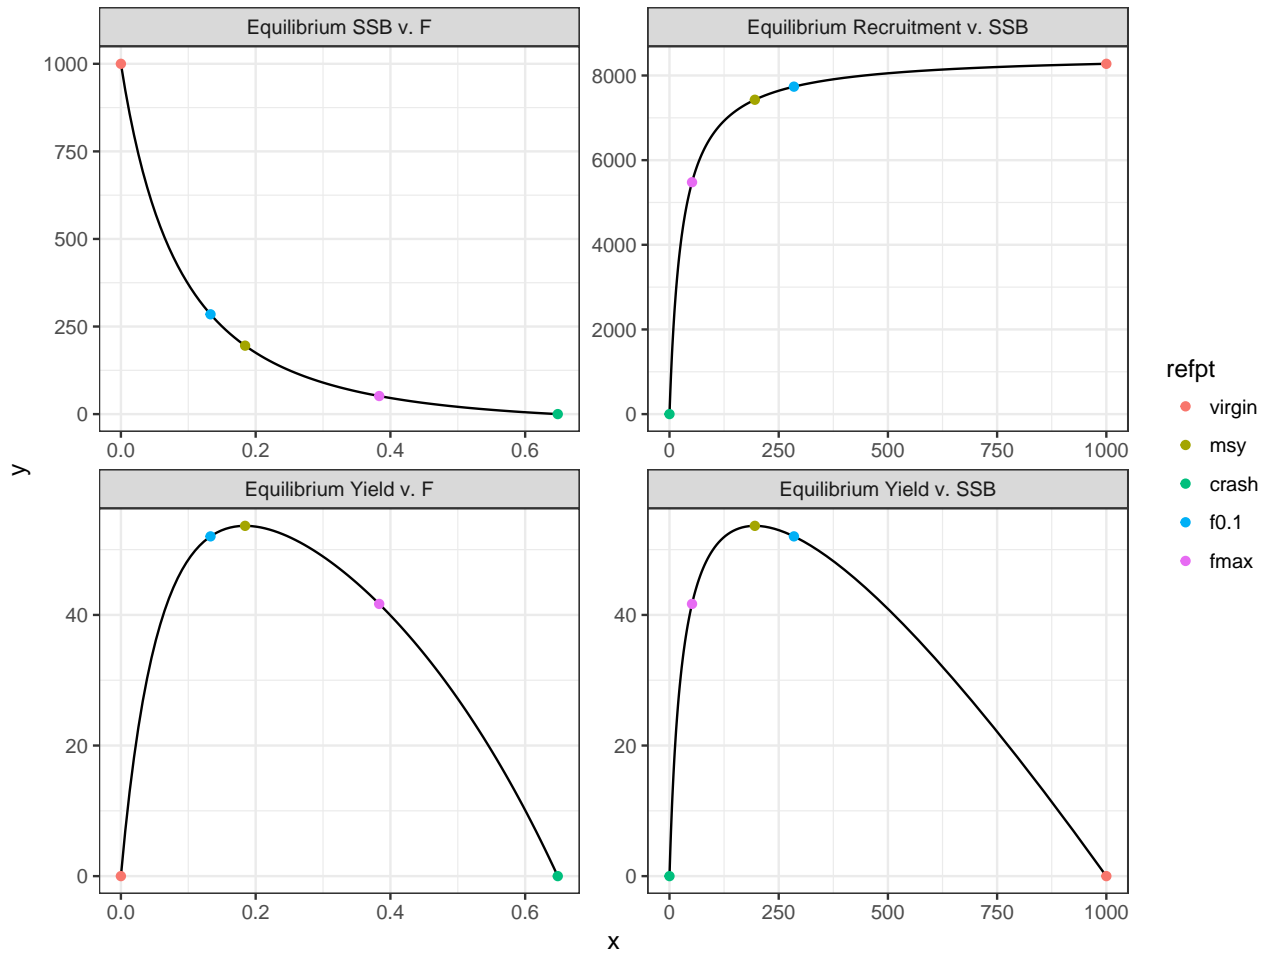 Equilibrium SSB v. F
Equilibrium Recruitment v. SSB
1000
750
500
250
0
8000
6000
4000
2000
0
0.0 0.2 0.4 0.6
0 250 500 750 1000
y
Equilibrium Yield v. F
Equilibrium Yield v. SSB
40
20
0
40
20
0
0.0 0.2 0.4 0.6
0 250 500 750 1000
x
refpt
virgin
msy
crash
f0.1
fmax